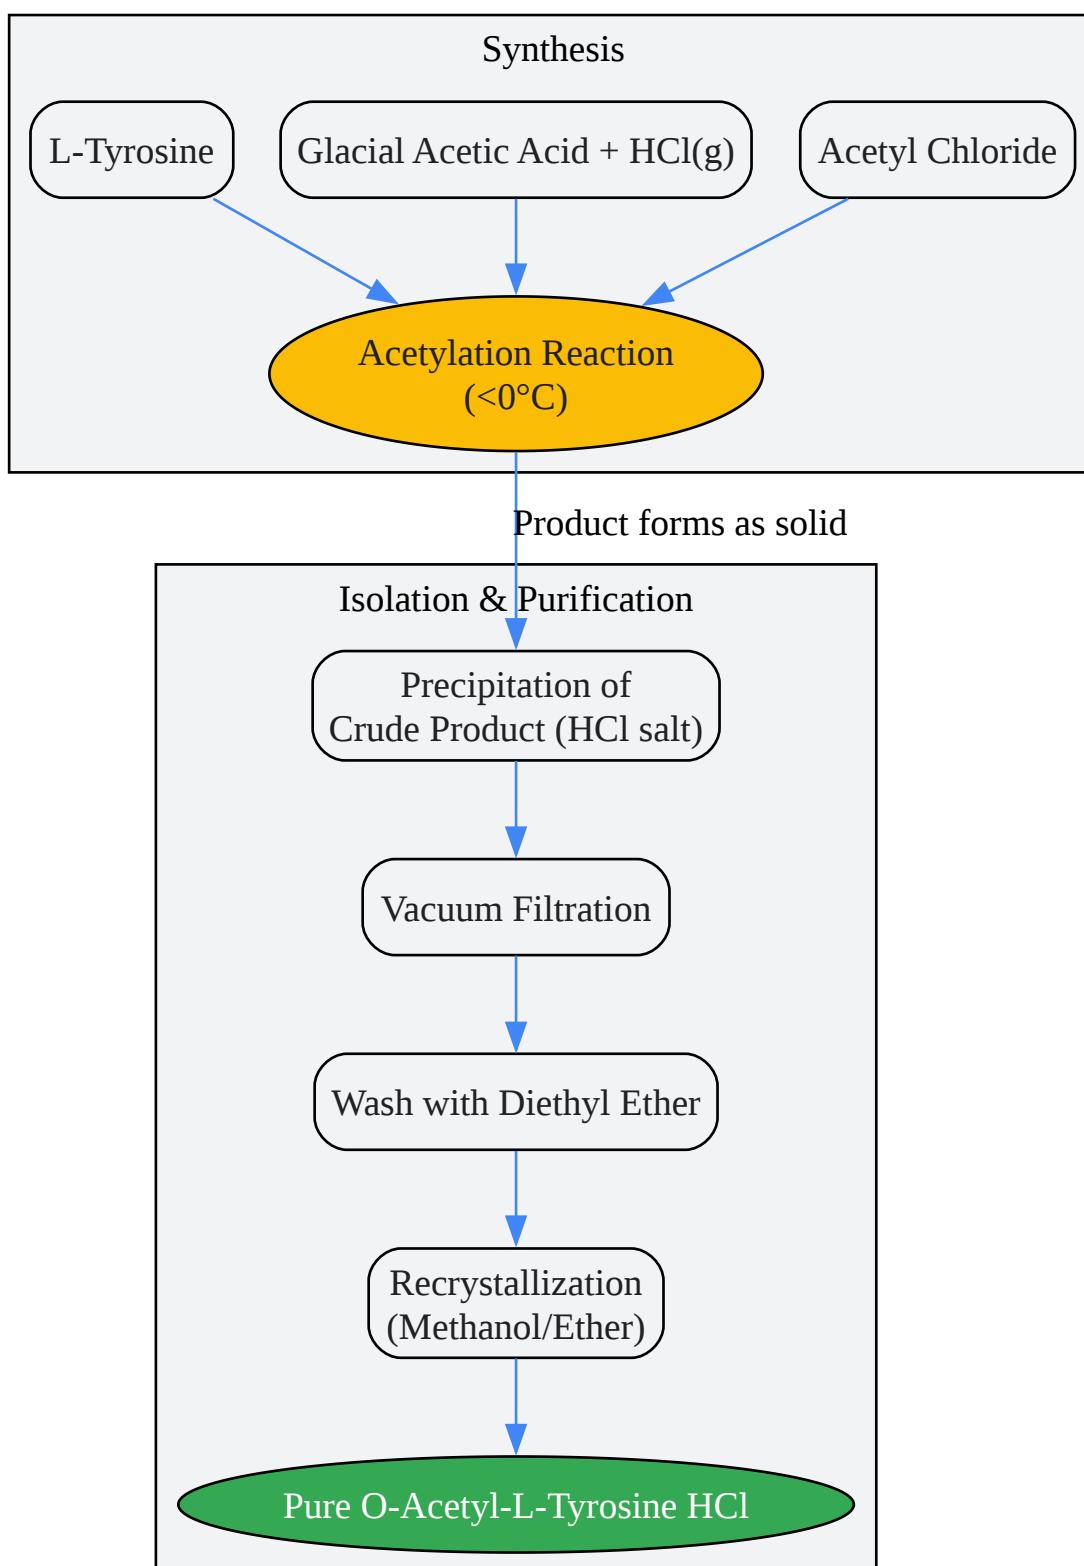 Synthesis
L-Tyrosine
Glacial Acetic Acid + HCl(g)
Acetyl Chloride
Acetylation Reaction
(<0°C)
Product forms as solid
Isolation & Purification
Precipitation of
Crude Product (HCl salt)
Vacuum Filtration
Wash with Diethyl Ether
Recrystallization
(Methanol/Ether)
Pure O-Acetyl-L-Tyrosine HCl